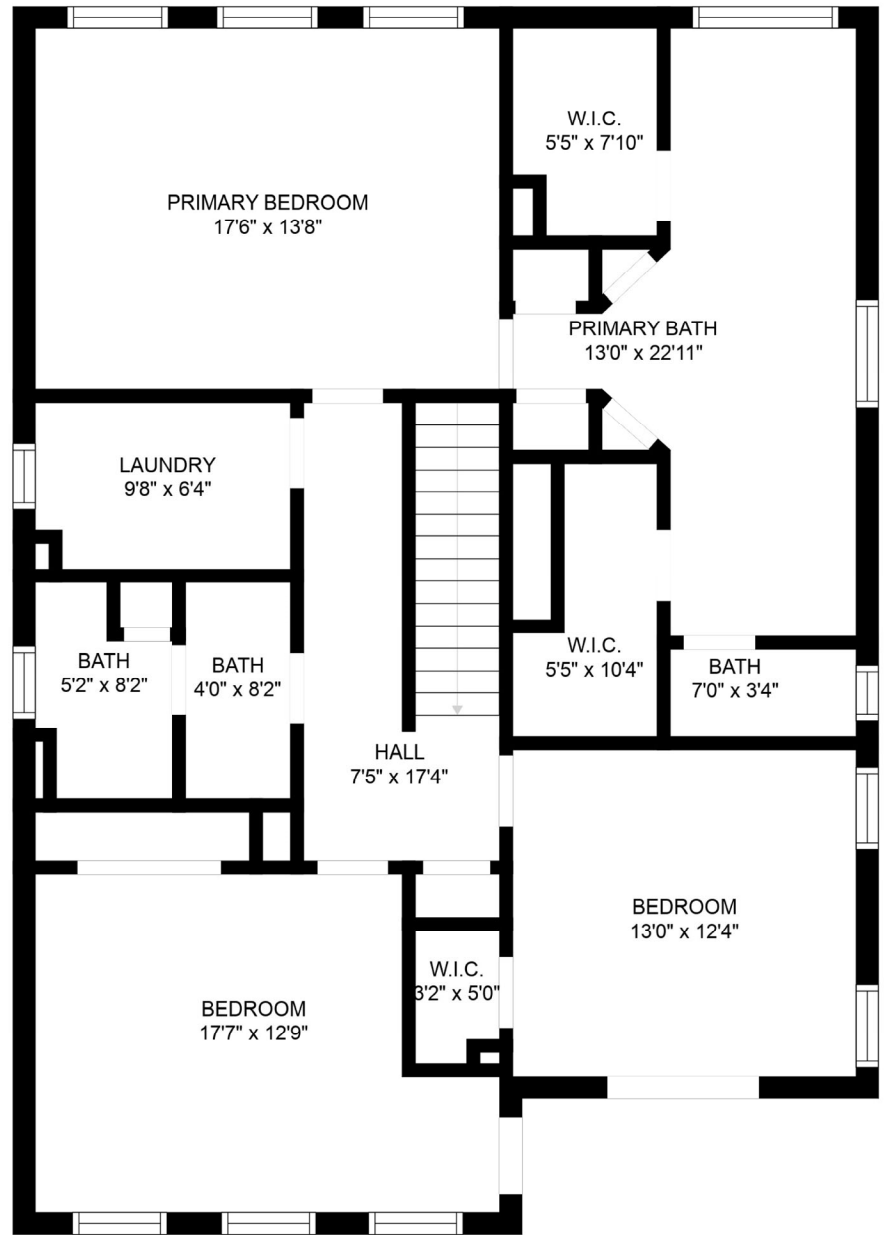 W.I.C.
5'5" x 7'10"
PRIMARY BEDROOM
17'6" x 13'8"
PRIMARY BATH
13'0" x 22'11"
LAUNDRY
9'8" x 6'4"
W.I.C.
5'5" x 10'4"
BATH
5'2" x 8'2"
BATH
4'0" x 8'2"
BATH
7'0" x 3'4"
HALL
7'5" x 17'4"
BEDROOM
13'0" x 12'4"
W.I.C.
3'2" x 5'0"
BEDROOM
17'7" x 12'9"